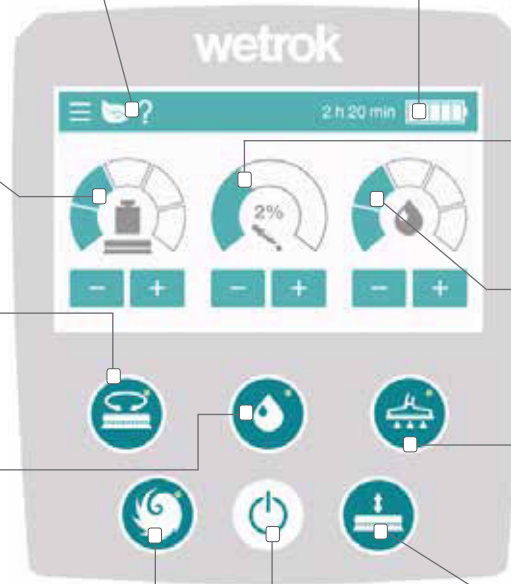 wetrok
?
2 h 20 min
2%
− + − + − +